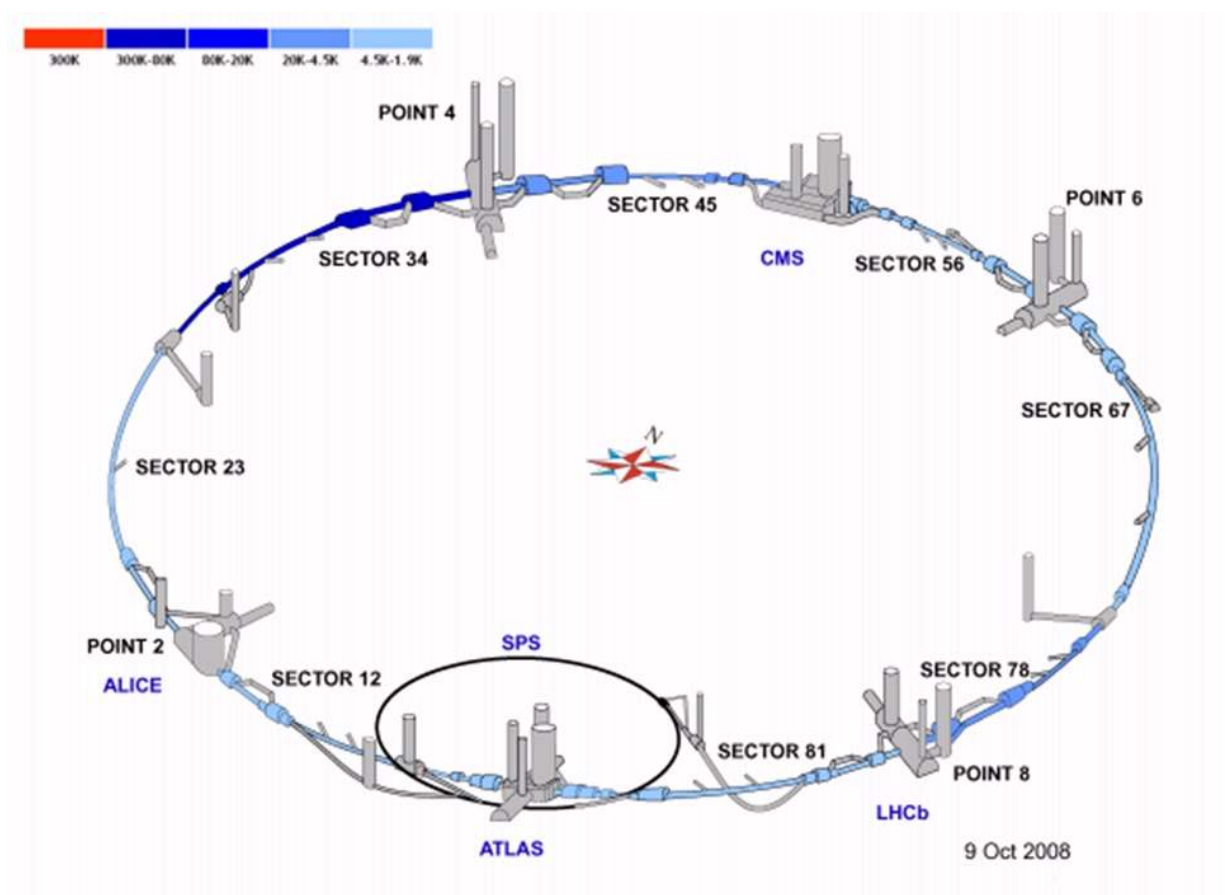 300K
300K-80K
80K-20K
20K-4.5K
4.5K-1.9K
POINT 4
SECTOR 45
POINT 6
SECTOR 34
CMS
SECTOR 56
SECTOR 67
N
SECTOR 23
POINT 2
ALICE
SPS
SECTOR 12
SECTOR 78
SECTOR 81
POINT 8
LHCb
ATLAS
9 Oct 2008